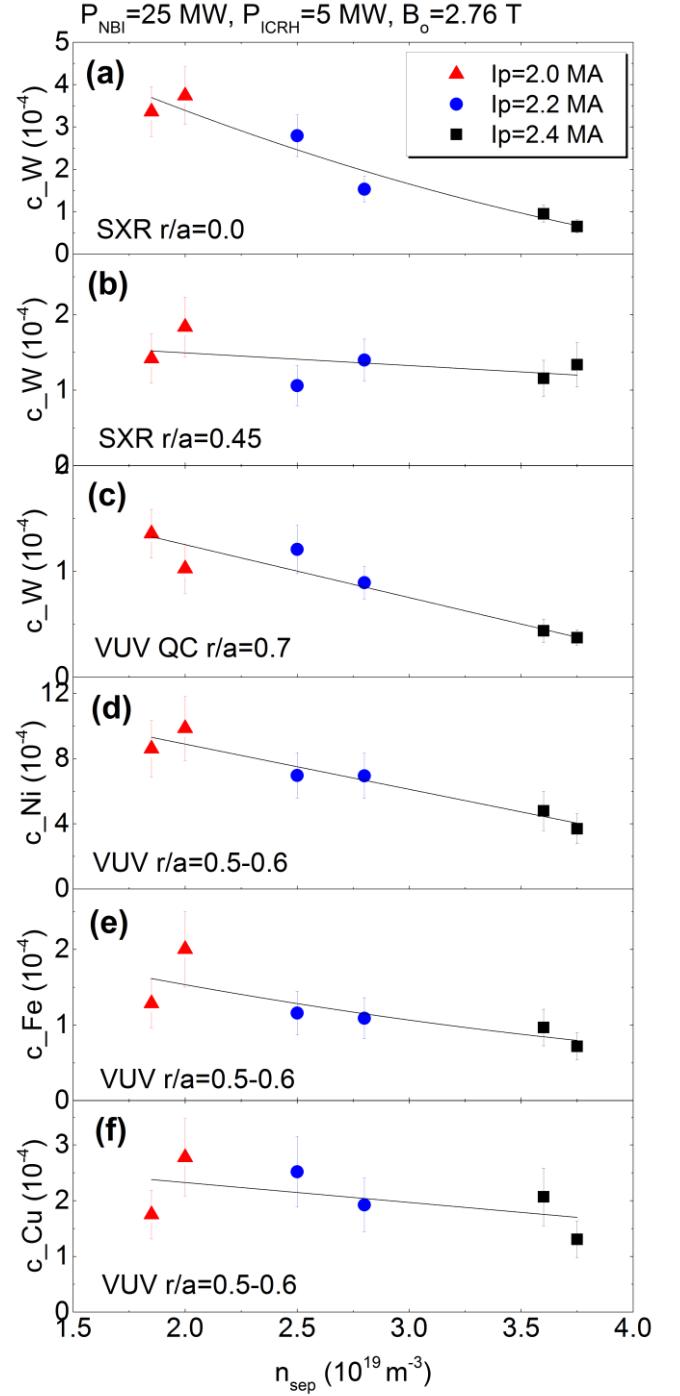 P_NBI=25 MW, P_ICRH=5 MW, B_o=2.76 T
(a)
Ip=2.0 MA
Ip=2.2 MA
Ip=2.4 MA
c_W (10^-4)
5
4
3
2
1
0
SXR r/a=0.0
(b)
c_W (10^-4)
2
1
0
SXR r/a=0.45
(c)
c_W (10^-4)
2
1
0
VUV QC r/a=0.7
(d)
c_Ni (10^-4)
12
8
4
0
VUV r/a=0.5-0.6
(e)
c_Fe (10^-4)
2
1
0
VUV r/a=0.5-0.6
(f)
c_Cu (10^-4)
3
2
1
0
VUV r/a=0.5-0.6
1.5 2.0 2.5 3.0 3.5 4.0
n_sep (10^19 m^-3)